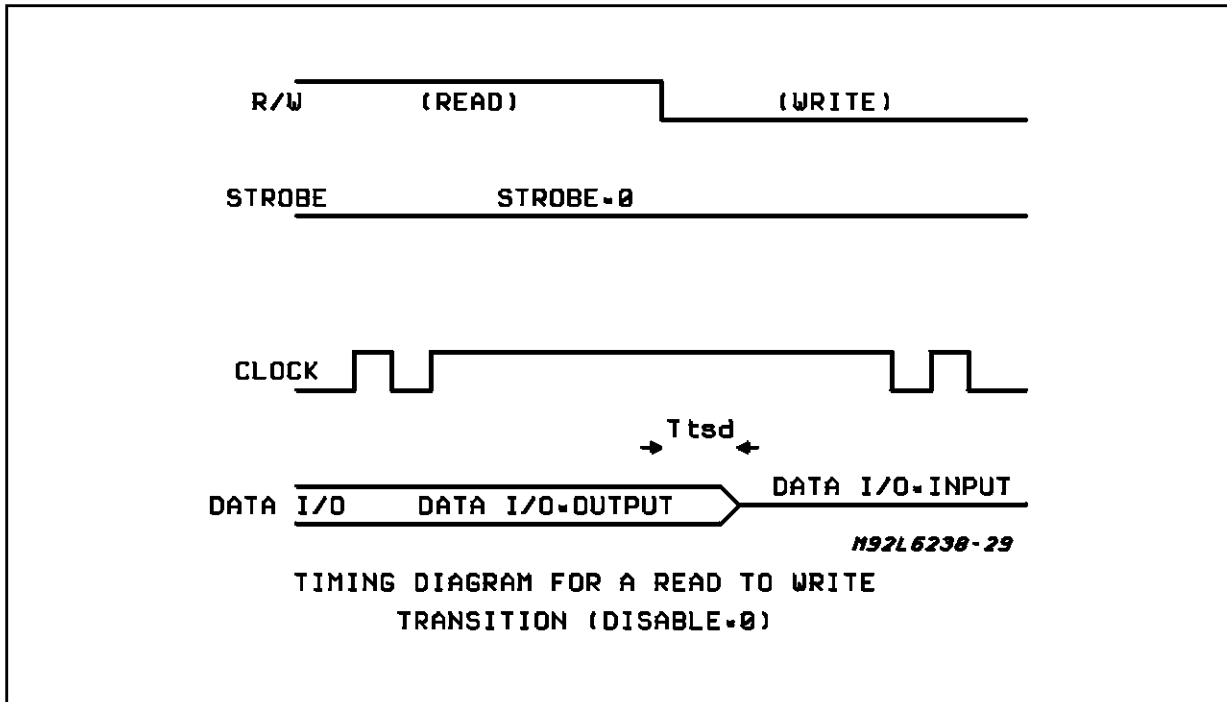 R/W (READ) (WRITE)
STROBE STROBE=0
CLOCK
Ttsd
DATA I/O DATA I/O=OUTPUT DATA I/O=INPUT
M92L6238-29
TIMING DIAGRAM FOR A READ TO WRITE
TRANSITION (DISABLE=0)